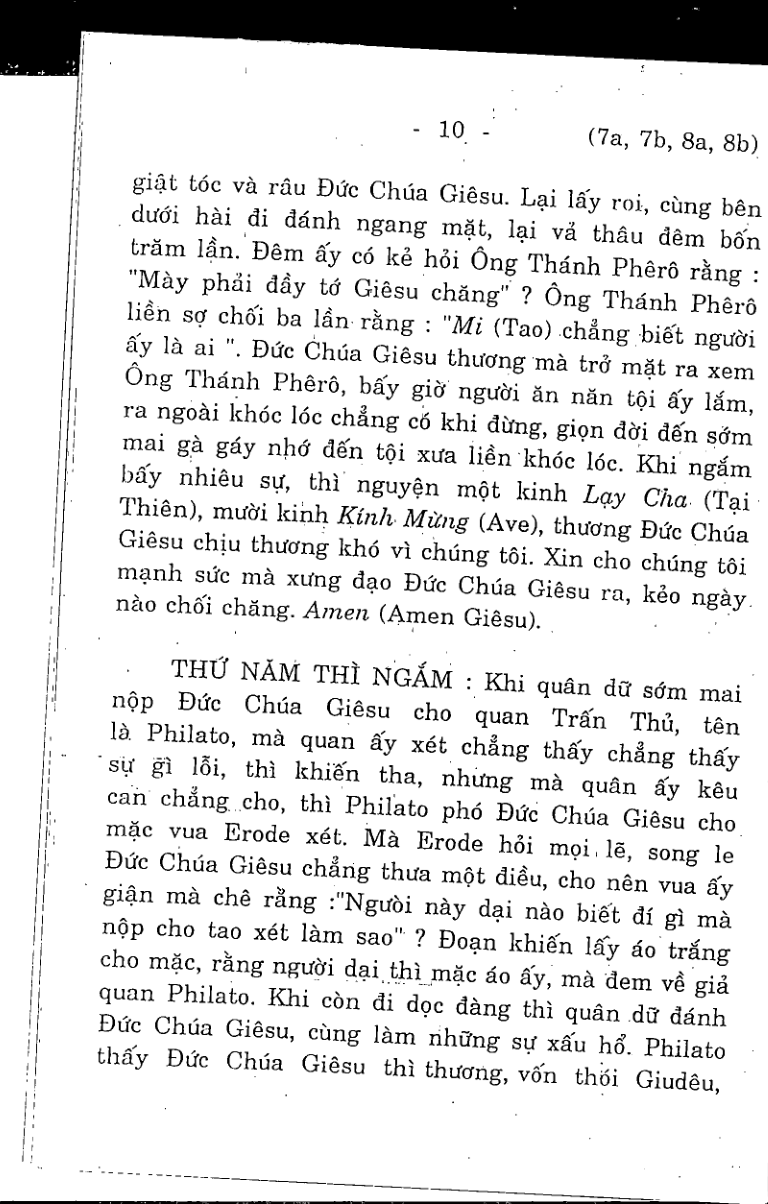 - 10 - (7a, 7b, 8a, 8b)
giật tóc và râu Đức Chúa Giêsu. Lại lấy roi, cùng bên
dưới hài đi đánh ngang mặt, lại vả thâu đêm bốn
trăm lần. Đêm ấy có kẻ hỏi Ông Thánh Phêrô rằng :
"Mày phải đầy tớ Giêsu chăng" ? Ông Thánh Phêrô
liền sợ chối ba lần rằng : "Mi (Tao) chẳng biết người
ấy là ai ". Đức Chúa Giêsu thương mà trở mặt ra xem
Ông Thánh Phêrô, bấy giờ người ăn năn tội ấy lắm,
ra ngoài khóc lóc chẳng có khi đừng, giọn đời đến sớm
mai gà gáy nhớ đến tội xưa liền khóc lóc. Khi ngắm
bấy nhiêu sự, thì nguyện một kinh Lạy Cha (Tại
Thiên), mười kinh Kính Mừng (Ave), thương Đức Chúa
Giêsu chịu thương khó vì chúng tôi. Xin cho chúng tôi
mạnh sức mà xưng đạo Đức Chúa Giêsu ra, kẻo ngày
nào chối chăng. Amen (Amen Giêsu).
THỨ NĂM THÌ NGẮM : Khi quân dữ sớm mai
nộp Đức Chúa Giêsu cho quan Trấn Thủ, tên
là Philato, mà quan ấy xét chẳng thấy chẳng thấy
sự gì lỗi, thì khiến tha, nhưng mà quân ấy kêu
can chẳng cho, thì Philato phó Đức Chúa Giêsu cho
mặc vua Erode xét. Mà Erode hỏi mọi lẽ, song le
Đức Chúa Giêsu chẳng thưa một điều, cho nên vua ấy
giận mà chê rằng :"Người này dại nào biết đí gì mà
nộp cho tao xét làm sao" ? Đoạn khiến lấy áo trắng
cho mặc, rằng người dại thì mặc áo ấy, mà đem về giả
quan Philato. Khi còn đi dọc đàng thì quân dữ đánh
Đức Chúa Giêsu, cùng làm những sự xấu hổ. Philato
thấy Đức Chúa Giêsu thì thương, vốn thói Giudêu,